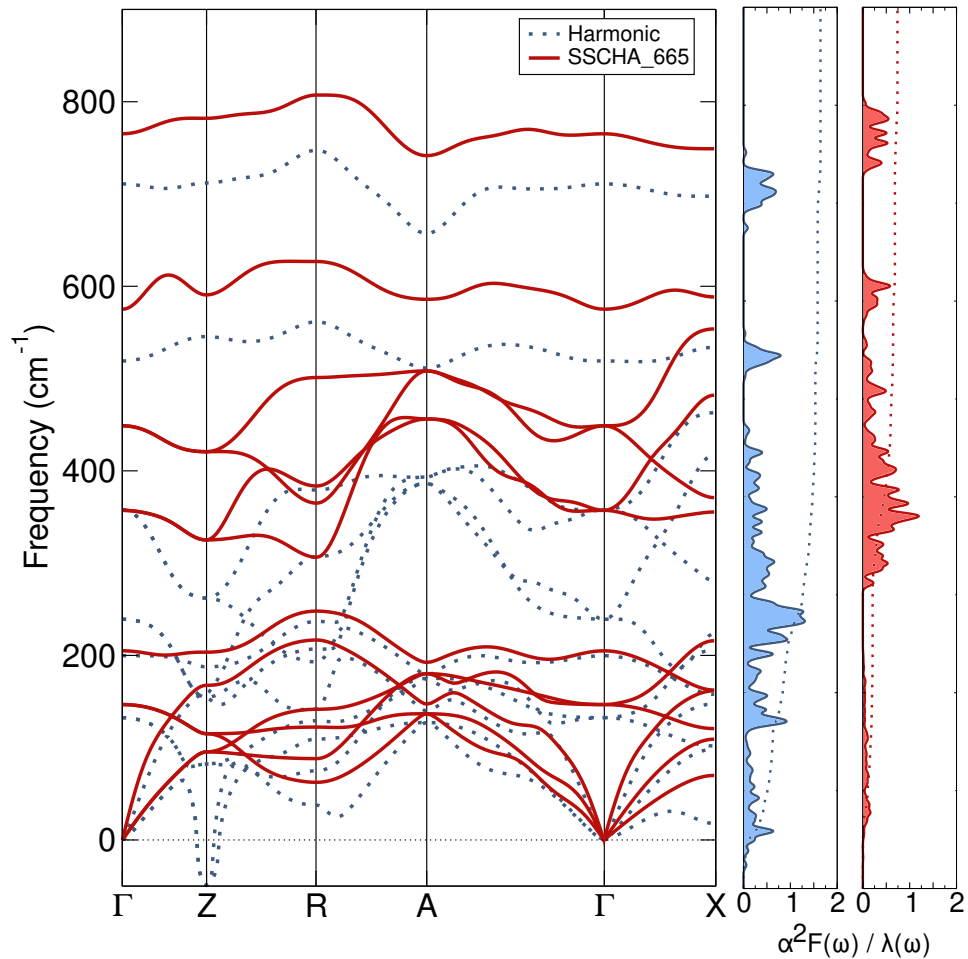 Harmonic
SSCHA_665
800
600
400
200
0
Frequency (cm⁻¹)
Γ Z R A Γ X
0 1 2 0 1 2
α²F(ω) / λ(ω)